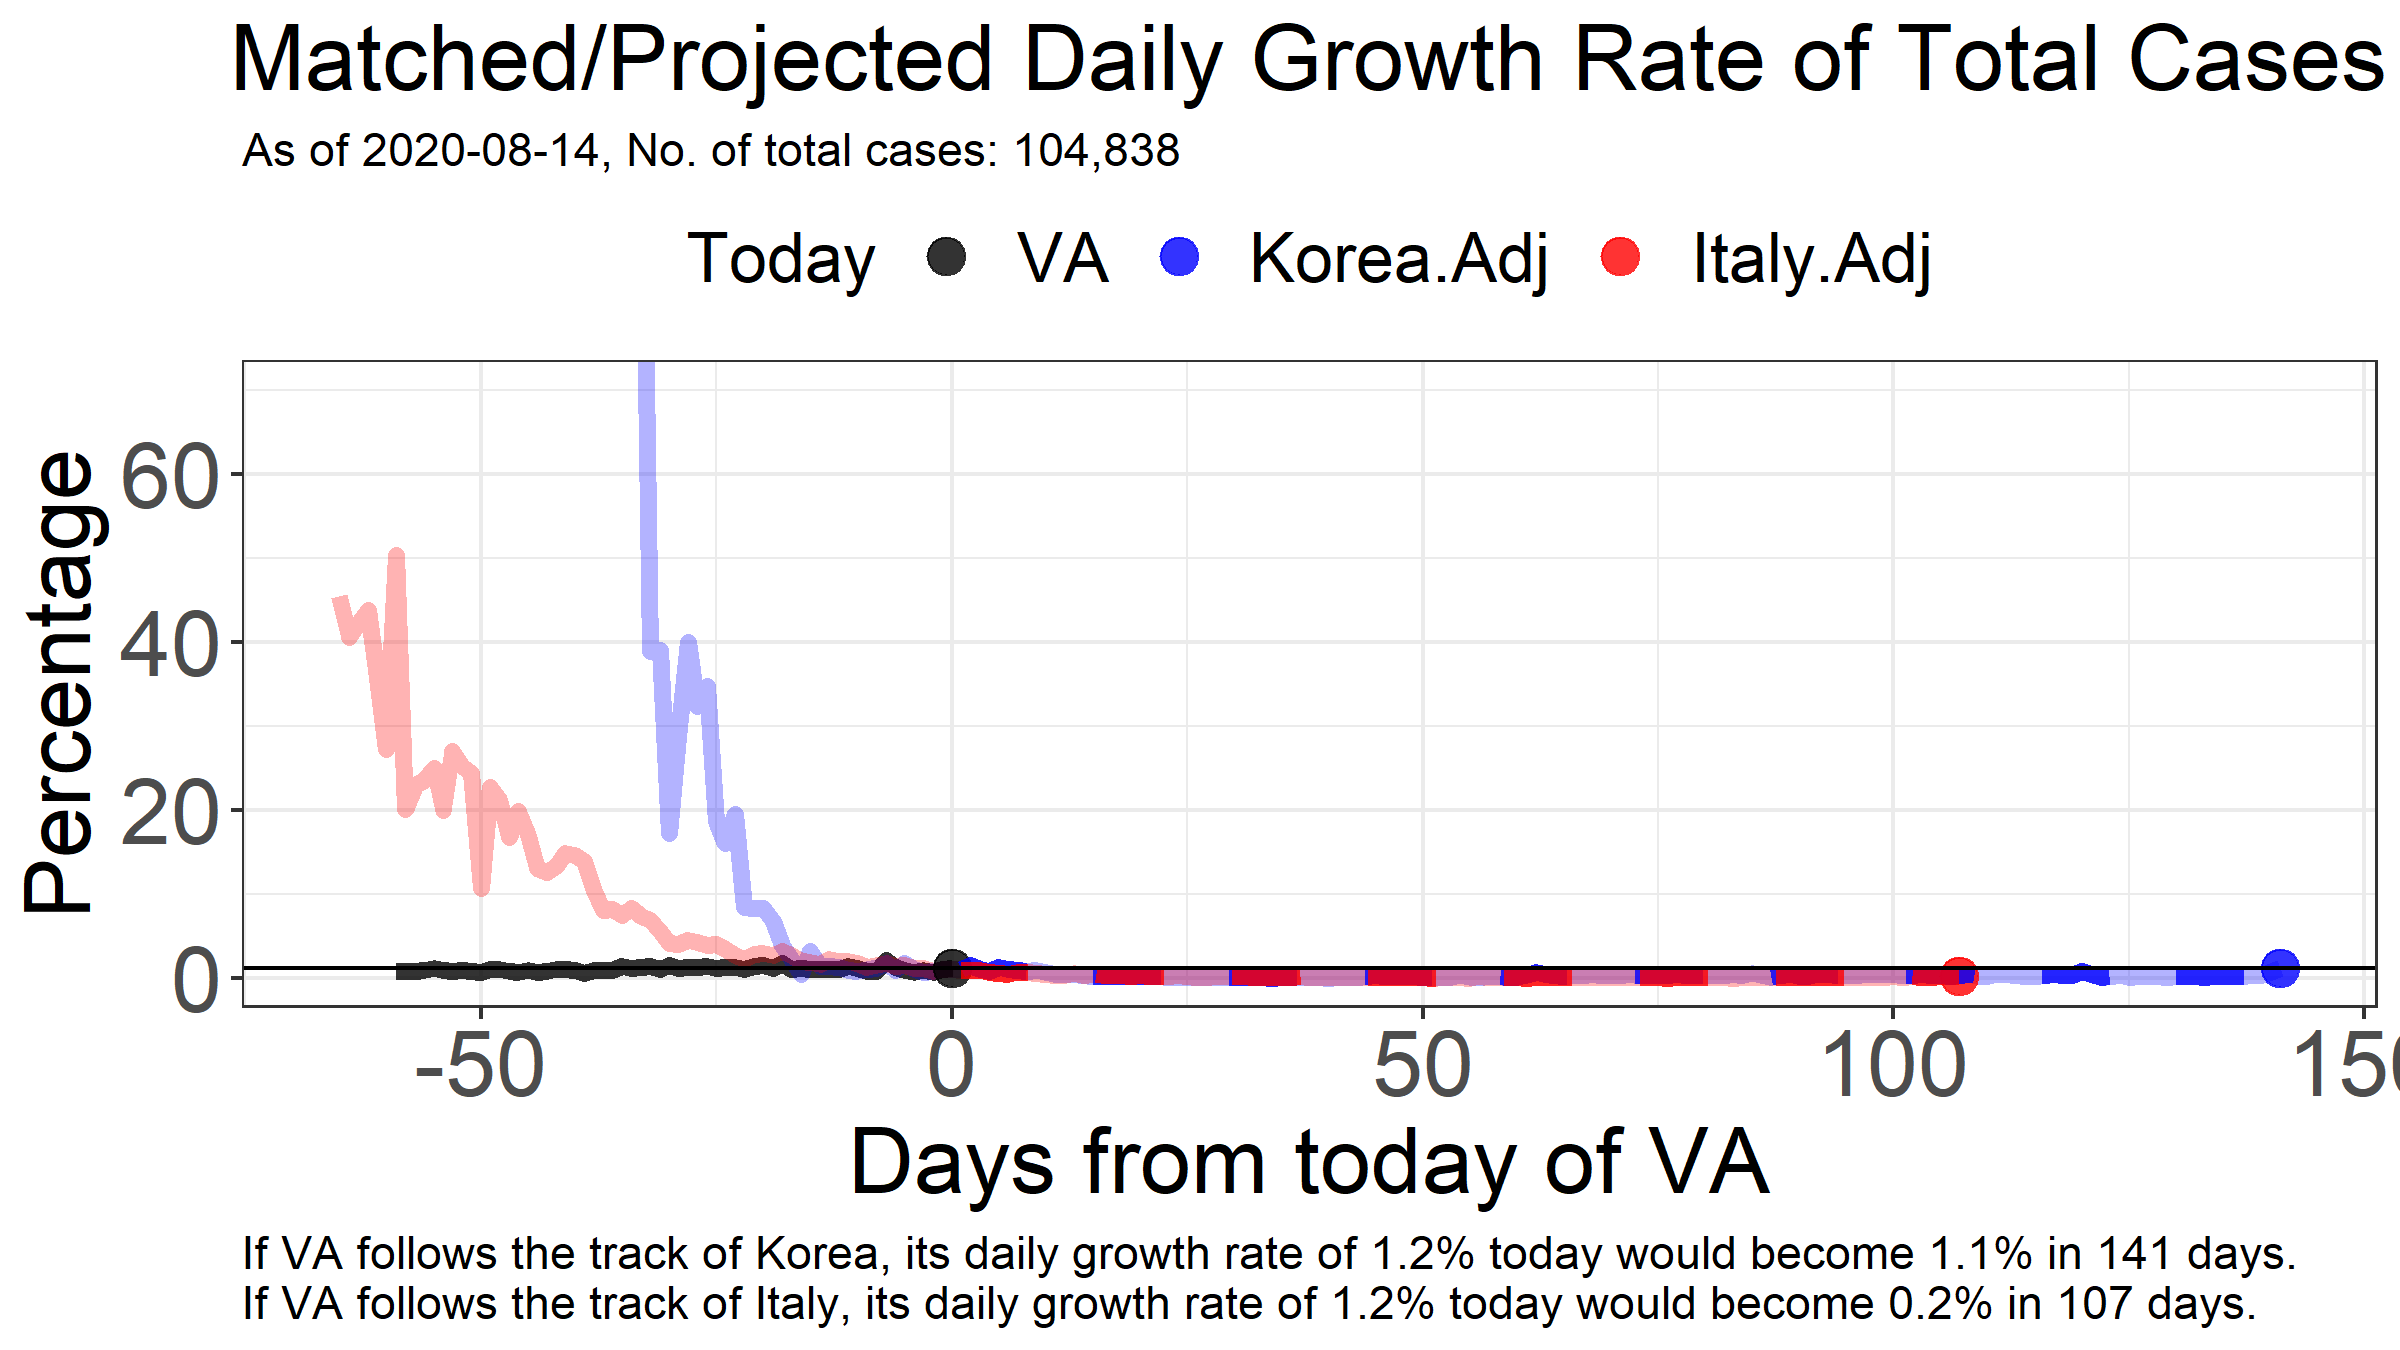 Matched/Projected Daily Growth Rate of Total Cases
As of 2020-08-14, No. of total cases: 104,838
Today VA Korea.Adj Italy.Adj
Percentage
60
40
20
0
-50 0 50 100 150
Days from today of VA
If VA follows the track of Korea, its daily growth rate of 1.2% today would become 1.1% in 141 days.
If VA follows the track of Italy, its daily growth rate of 1.2% today would become 0.2% in 107 days.